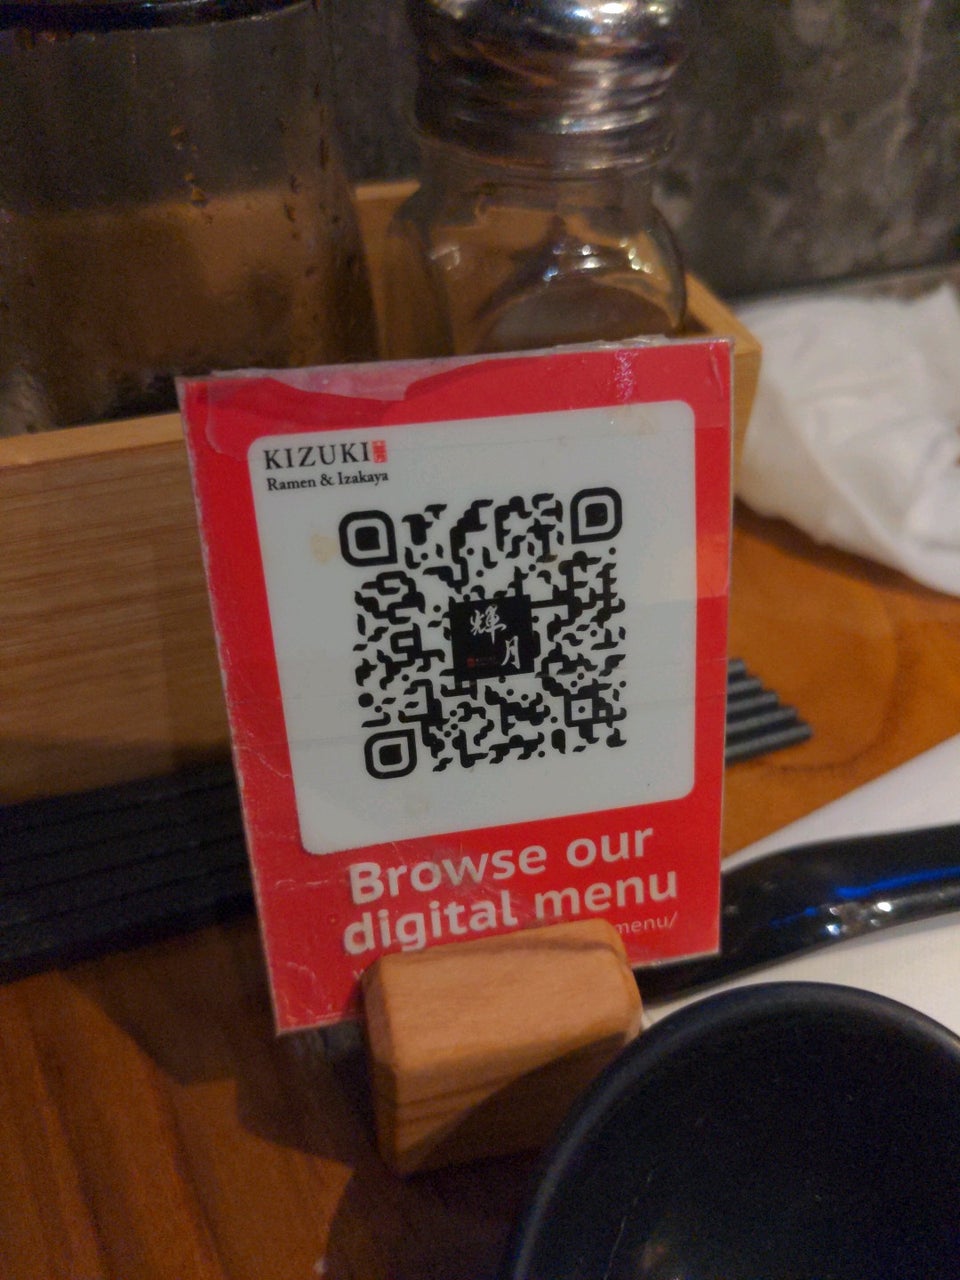 KIZUKI
Ramen & Izakaya
輝
月
Browse our
digital menu
menu/